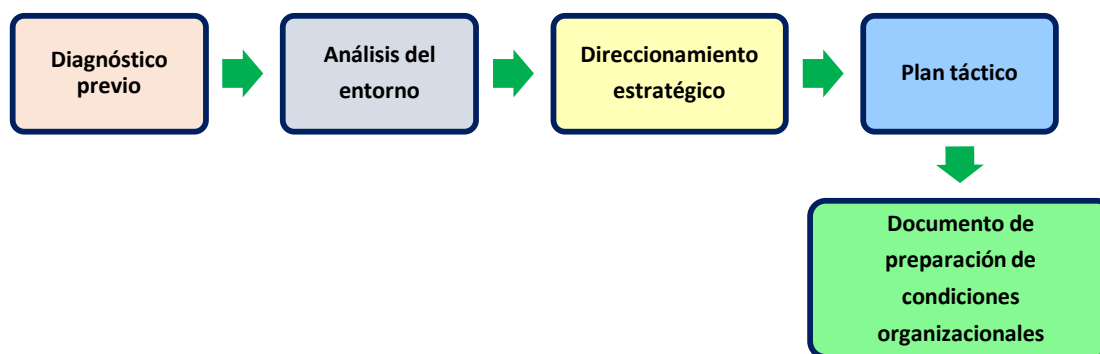 Diagnóstico
previo
Análisis del
entorno
Direccionamiento
estratégico
Plan táctico
Documento de
preparación de
condiciones
organizacionales